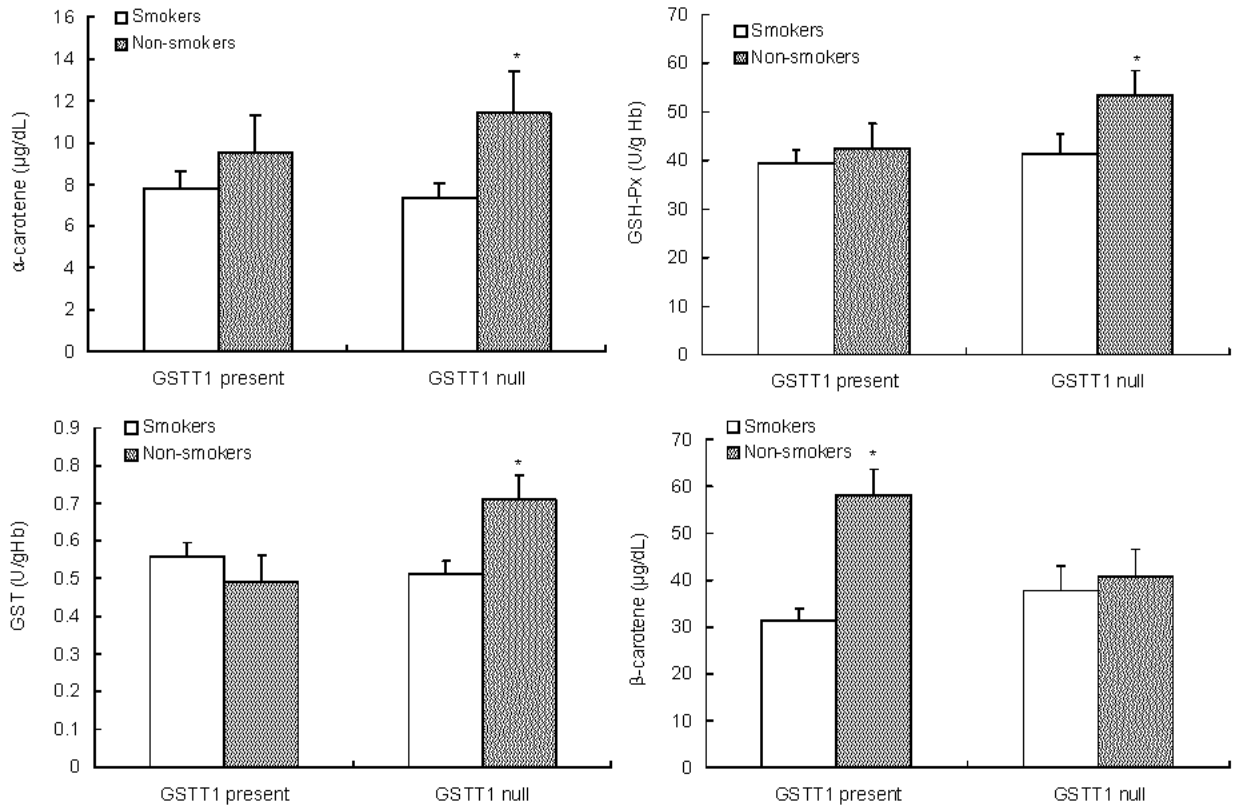 α-carotene (µg/dL)
16
14
12
10
8
6
4
2
0
Smokers
Non-smokers
*
GSTT1 present
GSTT1 null
GSH-Px (U/g Hb)
70
60
50
40
30
20
10
0
Smokers
Non-smokers
*
GSTT1 present
GSTT1 null
GST (U/gHb)
0.9
0.8
0.7
0.6
0.5
0.4
0.3
0.2
0.1
0
Smokers
Non-smokers
*
GSTT1 present
GSTT1 null
β-carotene (µg/dL)
70
60
50
40
30
20
10
0
Smokers
Non-smokers
*
GSTT1 present
GSTT1 null